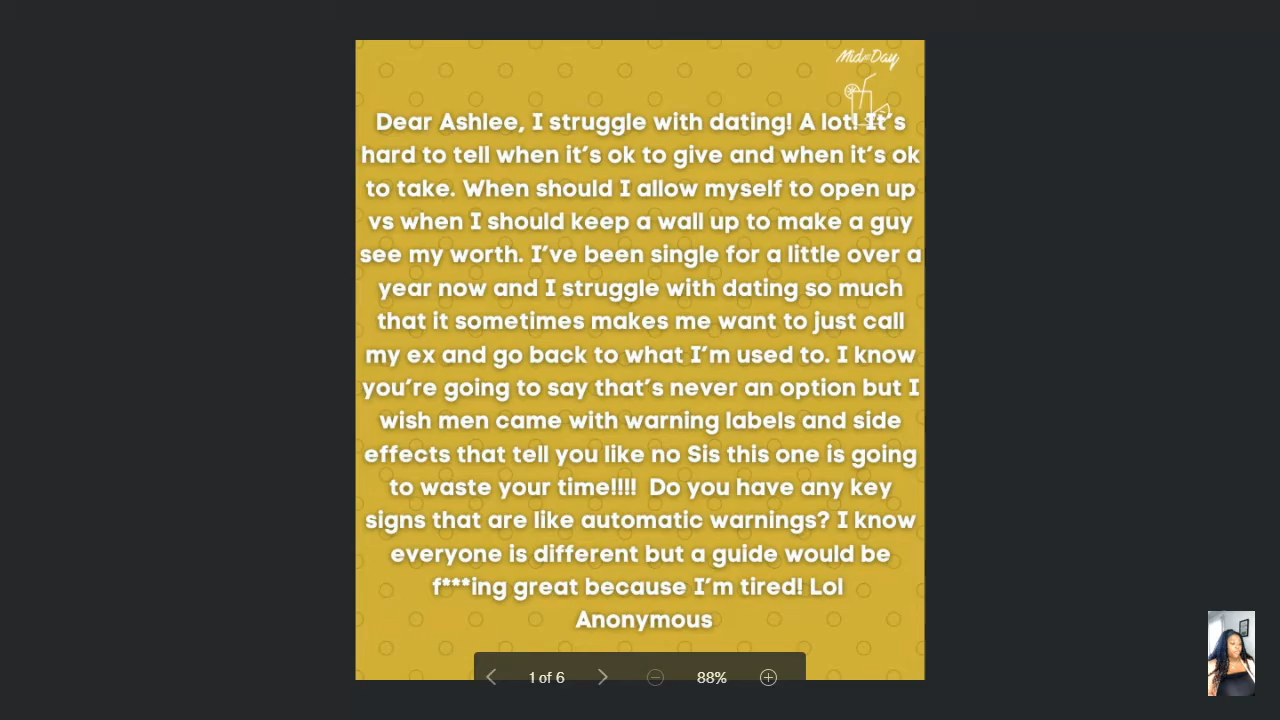 Mid-Day
Dear Ashlee, I struggle with dating! A lot! It's
hard to tell when it's ok to give and when it's ok
to take. When should I allow myself to open up
vs when I should keep a wall up to make a guy
see my worth. I've been single for a little over a
year now and I struggle with dating so much
that it sometimes makes me want to just call
my ex and go back to what I'm used to. I know
you're going to say that's never an option but I
wish men came with warning labels and side
effects that tell you like no Sis this one is going
to waste your time!!!!  Do you have any key
signs that are like automatic warnings? I know
everyone is different but a guide would be
f***ing great because I'm tired! Lol
Anonymous
1 of 6
88%